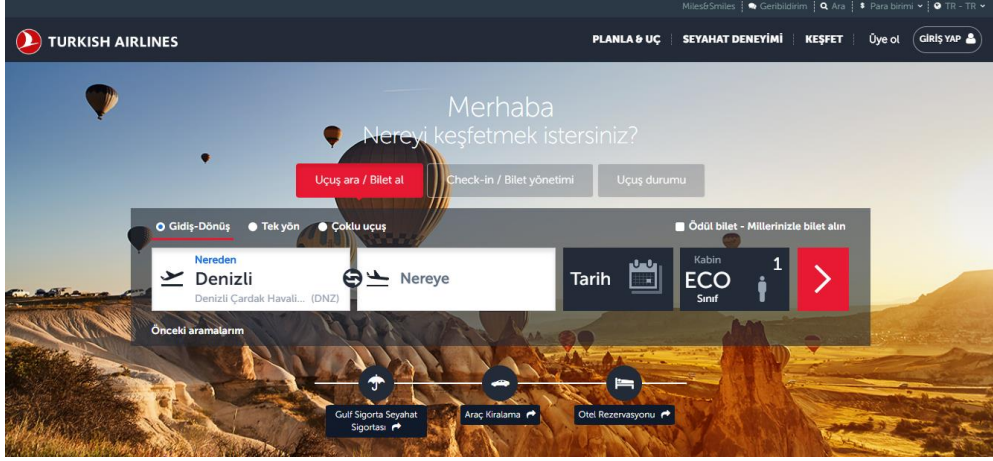 Miles&Smiles Geribildirim Ara $ Para birimi TR - TR
TURKISH AIRLINES
PLANLA & UÇ SEYAHAT DENEYİMİ KEŞFET Üye ol GİRİŞ YAP
Merhaba
Nereyi keşfetmek istersiniz?
Uçuş ara / Bilet al Check-in / Bilet yönetimi Uçuş durumu
Gidiş-Dönüş Tek yön Çoklu uçuş Ödül bilet - Millerinizle bilet alın
Nereden
Denizli
Denizli Çardak Havali... (DNZ)
Nereye
Tarih
Kabin
ECO
Sınıf
1
Önceki aramalarım
Gulf Sigorta Seyahat
Sigortası
Araç Kiralama
Otel Rezervasyonu